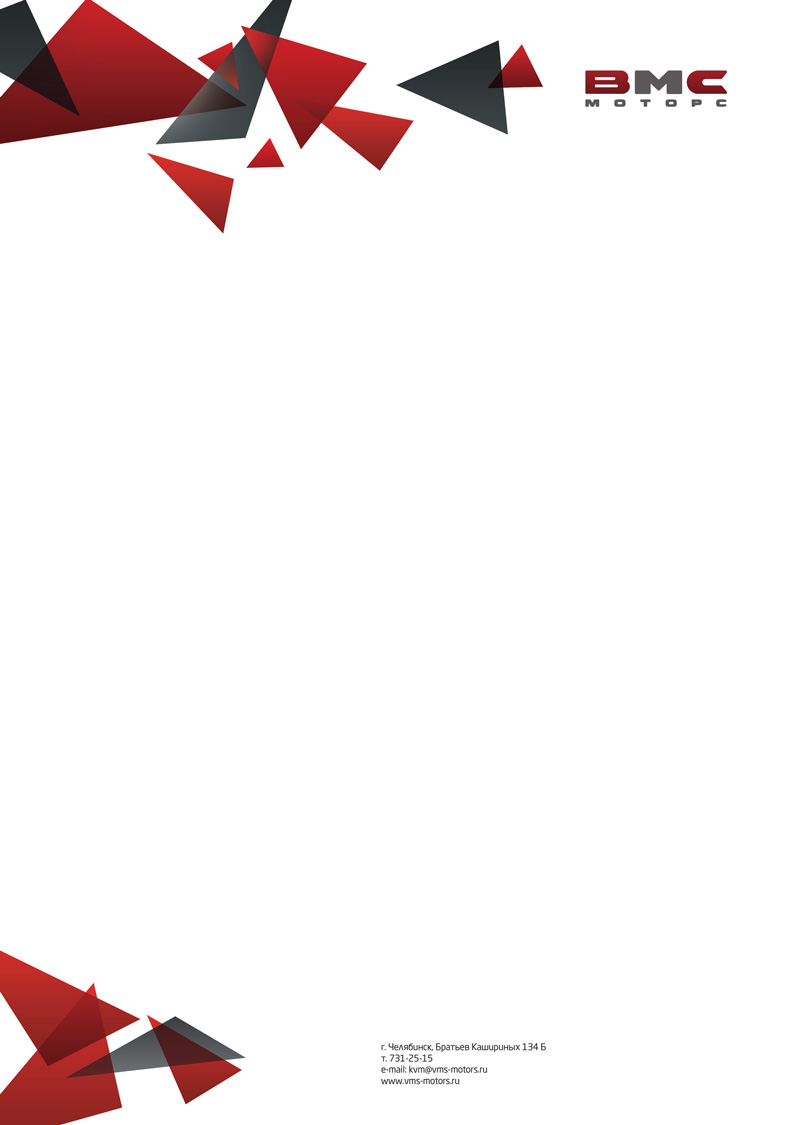 ВМС
МОТОРС
г. Челябинск, Братьев Кашириных 134 Б
т. 731-25-15
e-mail: kvm@vms-motors.ru
www.vms-motors.ru